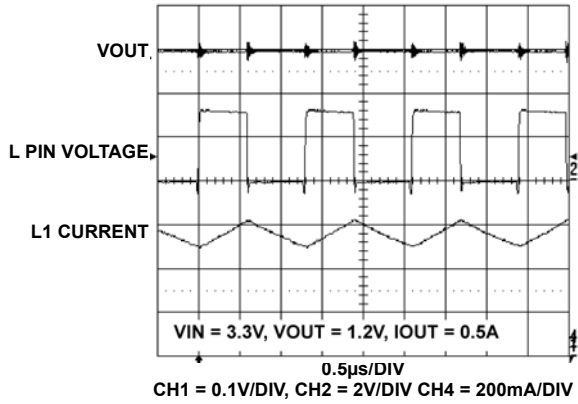 VOUT
L PIN VOLTAGE
2
L1 CURRENT
VIN = 3.3V, VOUT = 1.2V, IOUT = 0.5A
0.5µs/DIV
CH1 = 0.1V/DIV, CH2 = 2V/DIV CH4 = 200mA/DIV